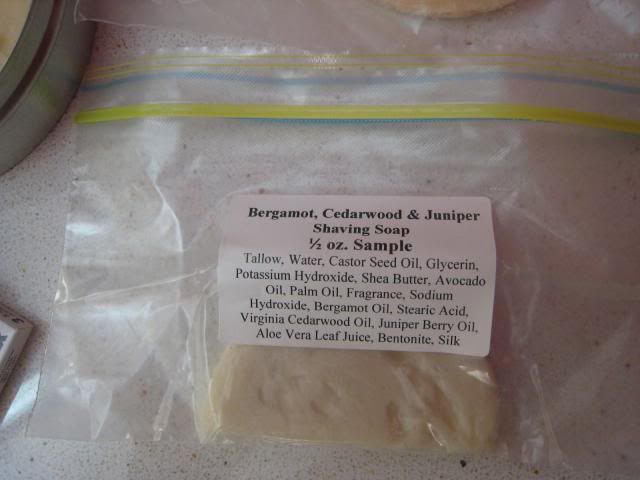 Bergamot, Cedarwood & Juniper
Shaving Soap
½ oz. Sample
Tallow, Water, Castor Seed Oil, Glycerin,
Potassium Hydroxide, Shea Butter, Avocado
Oil, Palm Oil, Fragrance, Sodium
Hydroxide, Bergamot Oil, Stearic Acid,
Virginia Cedarwood Oil, Juniper Berry Oil,
Aloe Vera Leaf Juice, Bentonite, Silk